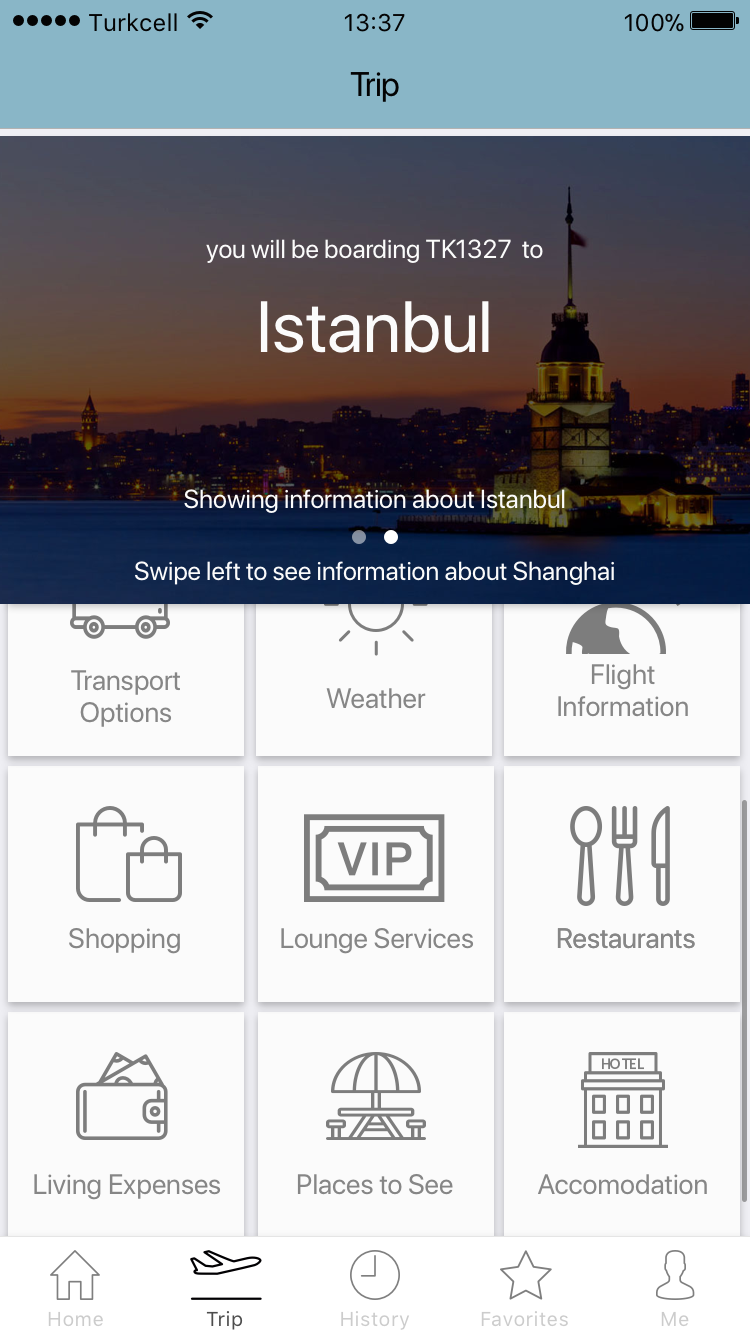 Turkcell 13:37 100%
Trip
you will be boarding TK1327 to
Istanbul
Showing information about Istanbul
Swipe left to see information about Shanghai
Transport
Options
Weather
Flight
Information
Shopping
VIP
Lounge Services
Restaurants
Living Expenses
Places to See
HOTEL
Accomodation
Home Trip History Favorites Me